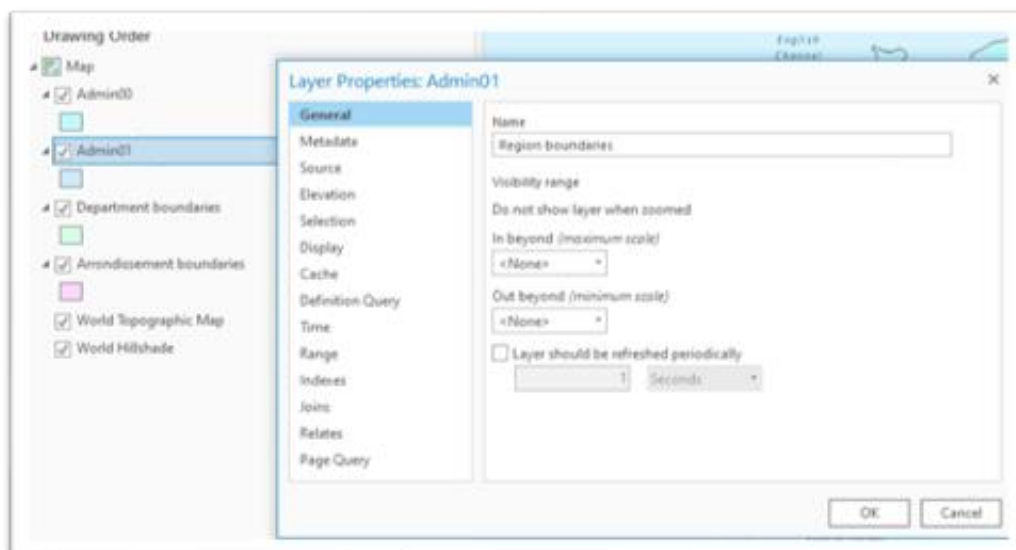 Drawing Order
Map
Admin00
Admin01
Department boundaries
Arrondissement boundaries
World Topographic Map
World Hillshade
English
Channel
Layer Properties: Admin01
General
Metadata
Source
Elevation
Selection
Display
Cache
Definition Query
Time
Range
Indexes
Joins
Relates
Page Query
Name
Region boundaries
Visibility range
Do not show layer when zoomed
In beyond (maximum scale)
<None>
Out beyond (minimum scale)
<None>
Layer should be refreshed periodically
1 Seconds
OK Cancel